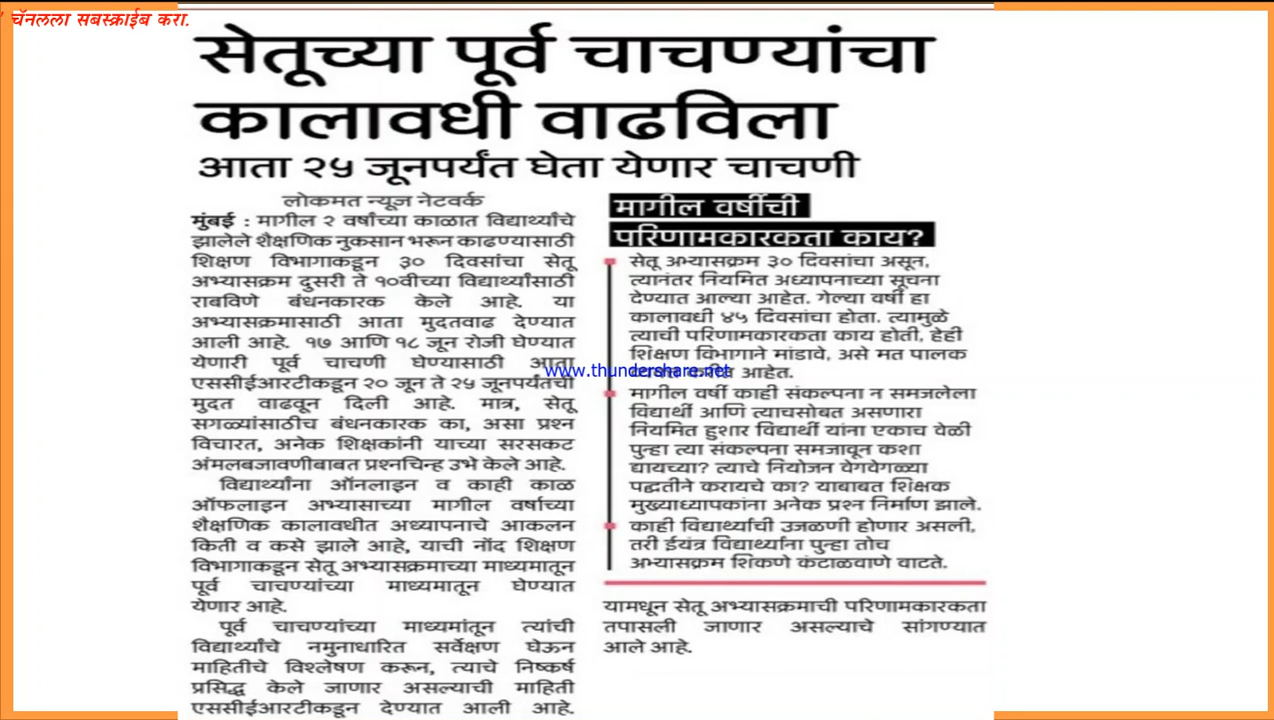 ' चॅनलला सबस्क्राईब करा.
सेतूच्या पूर्व चाचण्यांचा
कालावधी वाढविला
आता २५ जूनपर्यंत घेता येणार चाचणी
लोकमत न्यूज नेटवर्क
मुंबई : मागील २ वर्षांच्या काळात विद्यार्थ्यांचे
झालेले शैक्षणिक नुकसान भरून काढण्यासाठी
शिक्षण विभागाकडून ३० दिवसांचा सेतू
अभ्यासक्रम दुसरी ते १०वीच्या विद्यार्थ्यांसाठी
राबविणे बंधनकारक केले आहे. या
अभ्यासक्रमासाठी आता मुदतवाढ देण्यात
आली आहे. १७ आणि १८ जून रोजी घेण्यात
येणारी पूर्व चाचणी घेण्यासाठी आता
एससीईआरटीकडून २० जून ते २५ जूनपर्यंतची
मुदत वाढवून दिली आहे. मात्र, सेतू
सगळ्यांसाठीच बंधनकारक का, असा प्रश्न
विचारत, अनेक शिक्षकांनी याच्या सरसकट
अंमलबजावणीबाबत प्रश्नचिन्ह उभे केले आहे.
विद्यार्थ्यांना ऑनलाइन व काही काळ
ऑफलाइन अभ्यासाच्या मागील वर्षाच्या
शैक्षणिक कालावधीत अध्यापनाचे आकलन
किती व कसे झाले आहे, याची नोंद शिक्षण
विभागाकडून सेतू अभ्यासक्रमाच्या माध्यमातून
पूर्व चाचण्यांच्या माध्यमातून घेण्यात
येणार आहे.
पूर्व चाचण्यांच्या माध्यमांतून त्यांची
विद्यार्थ्यांचे नमुनाधारित सर्वेक्षण घेऊन
माहितीचे विश्लेषण करून, त्याचे निष्कर्ष
प्रसिद्ध केले जाणार असल्याची माहिती
एससीईआरटीकडून देण्यात आली आहे.
मागील वर्षीची
परिणामकारकता काय?
सेतू अभ्यासक्रम ३० दिवसांचा असून,
त्यानंतर नियमित अध्यापनाच्या सूचना
देण्यात आल्या आहेत. गेल्या वर्षी हा
कालावधी ४५ दिवसांचा होता. त्यामुळे
त्याची परिणामकारकता काय होती, हेही
शिक्षण विभागाने मांडावे, असे मत पालक
करीत आहेत.
www.thundershare.net
मागील वर्षी काही संकल्पना न समजलेला
विद्यार्थी आणि त्याचसोबत असणारा
नियमित हुशार विद्यार्थी यांना एकाच वेळी
पुन्हा त्या संकल्पना समजावून कशा
द्यायच्या? त्याचे नियोजन वेगवेगळ्या
पद्धतीने करायचे का? याबाबत शिक्षक
मुख्याध्यापकांना अनेक प्रश्न निर्माण झाले.
काही विद्यार्थ्यांची उजळणी होणार असली,
तरी ईयंत्र विद्यार्थ्यांना पुन्हा तोच
अभ्यासक्रम शिकणे कंटाळवाणे वाटते.
यामधून सेतू अभ्यासक्रमाची परिणामकारकता
तपासली जाणार असल्याचे सांगण्यात
आले आहे.